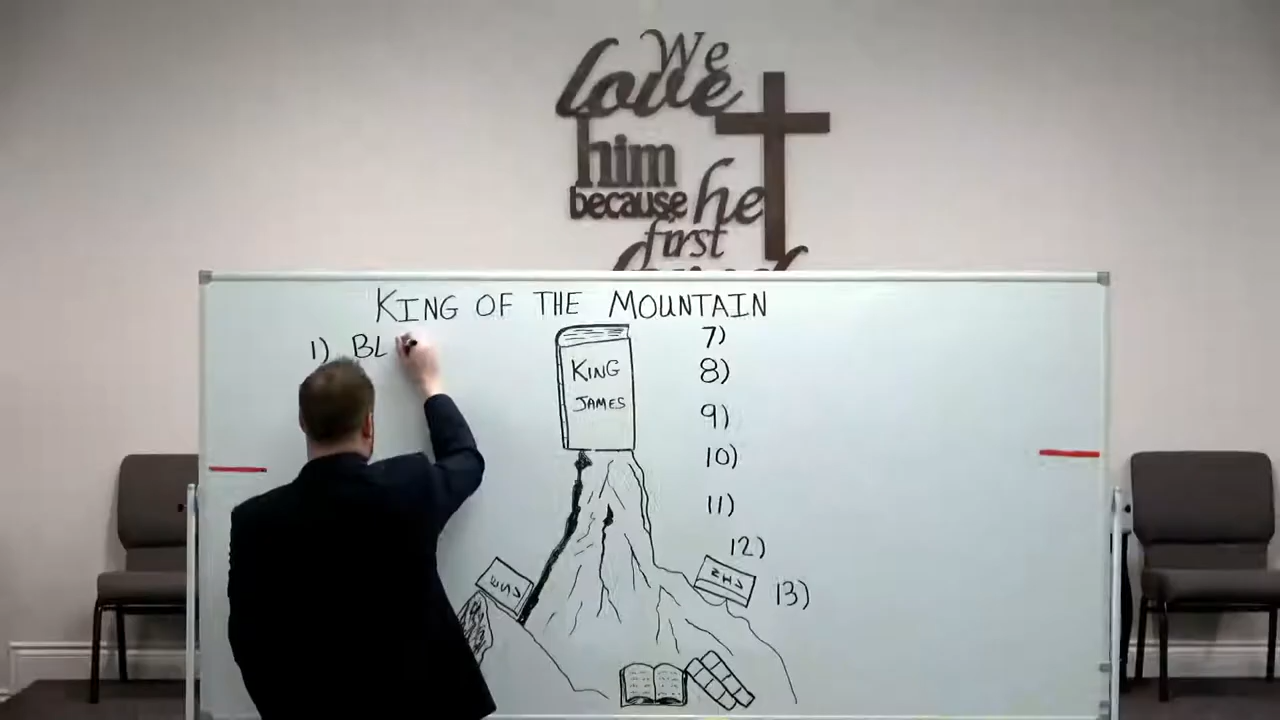 We
love
him
because he
first
KING OF THE MOUNTAIN
1) BL
KING
JAMES
7)
8)
9)
10)
11)
12)
13)